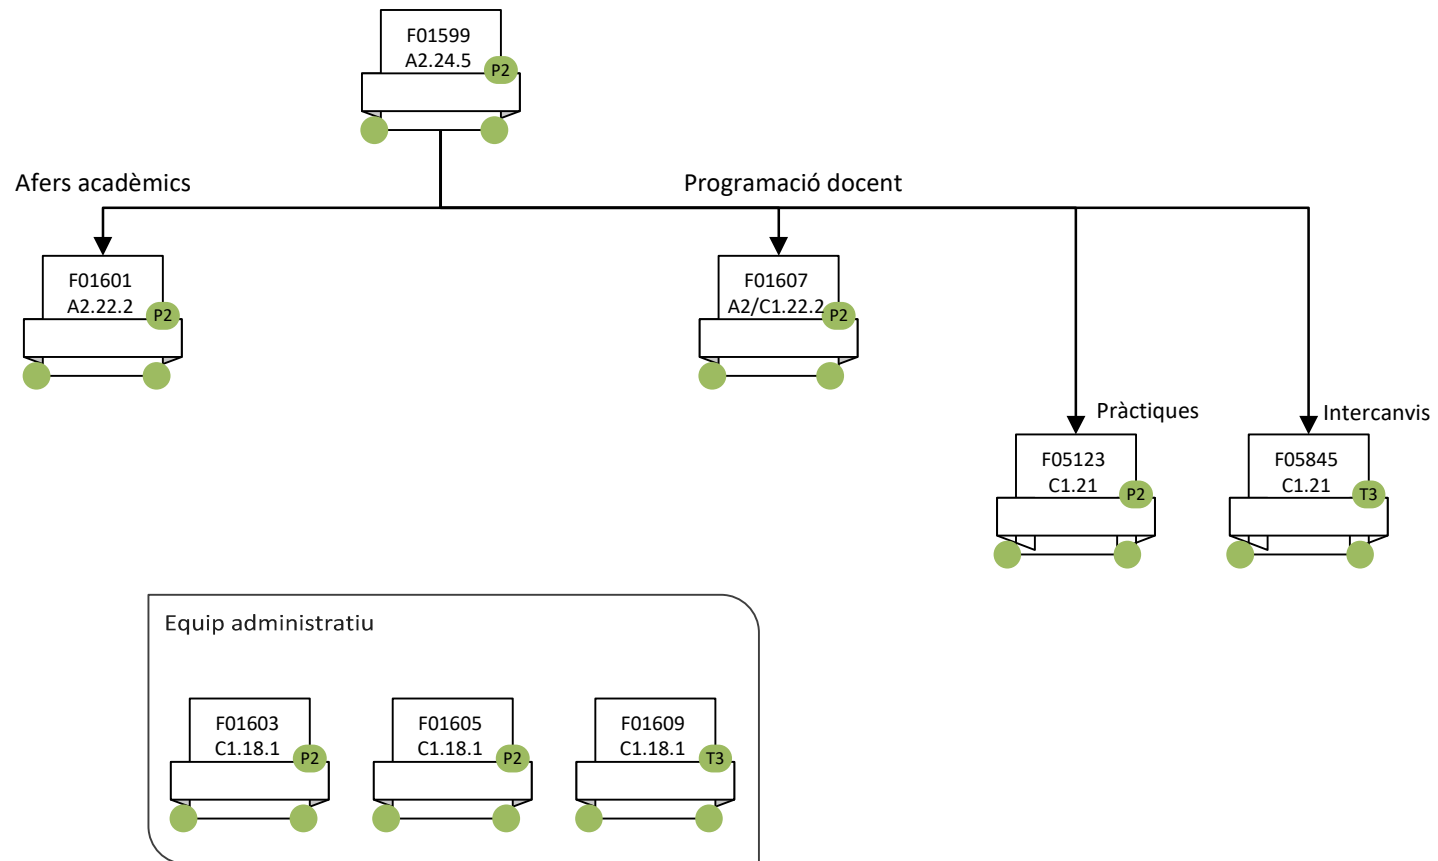 F01599
A2.24.5
P2
Afers acadèmics
Programació docent
F01601
A2.22.2
P2
F01607
A2/C1.22.2
P2
Pràctiques
Intercanvis
F05123
C1.21
P2
F05845
C1.21
T3
Equip administratiu
F01603
C1.18.1
P2
F01605
C1.18.1
P2
F01609
C1.18.1
T3